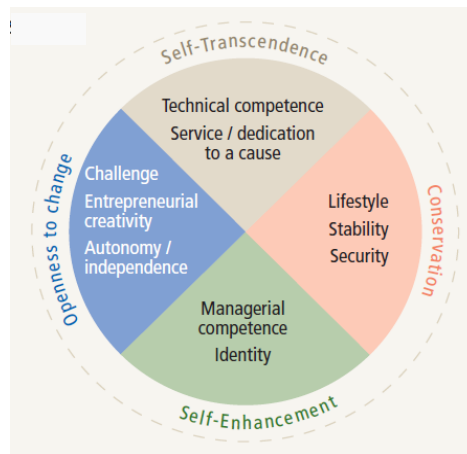 Self-Transcendence
Technical competence
Service / dedication
to a cause
Openness to change
Challenge
Entrepreneurial
creativity
Autonomy /
independence
Lifestyle
Stability
Security
Conservation
Managerial
competence
Identity
Self-Enhancement